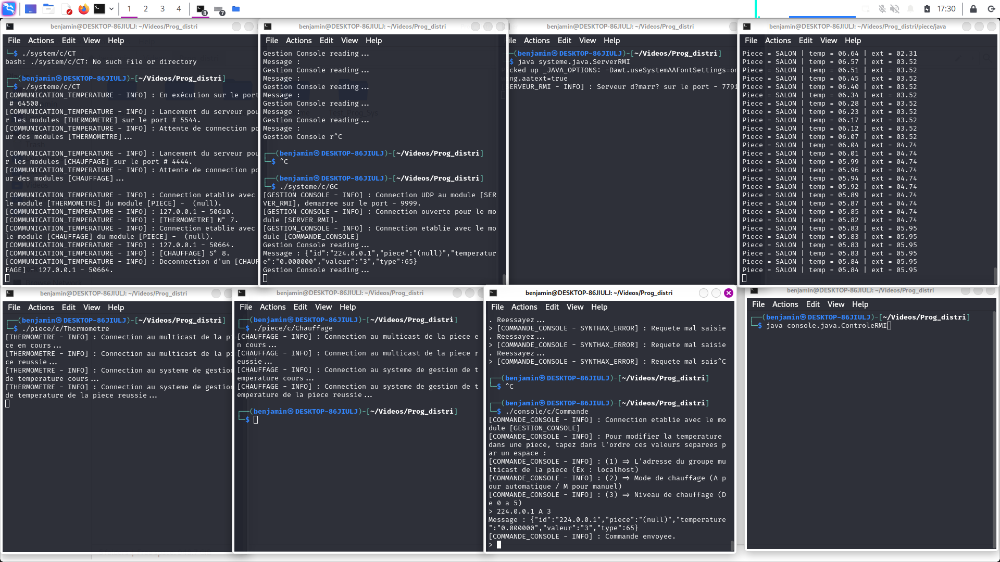 1 2 3 4 8 7 17:30
benjamin@DESKTOP-86JIULJ: ~/Videos/Prog_distri
File Actions Edit View Help
└─$ ./system/c/CT
bash: ./system/c/CT: No such file or directory
┌──(benjamin㉿DESKTOP-86JIULJ)-[~/Videos/Prog_distri]
└─$ ./systeme/c/CT
[COMMUNICATION_TEMPERATURE - INFO] : En exécution sur le port
# 64500.
[COMMUNICATION_TEMPERATURE - INFO] : Lancement du serveur pou
r les modules [THERMOMETRE] sur le port # 5544.
[COMMUNICATION_TEMPERATURE - INFO] : Attente de connection po
ur des modules [THERMOMETRE]...
[COMMUNICATION_TEMPERATURE - INFO] : Lancement du serveur pou
r les modules [CHAUFFAGE] sur le port # 4444.
[COMMUNICATION_TEMPERATURE - INFO] : Attente de connection po
ur des modules [CHAUFFAGE]...
[COMMUNICATION_TEMPERATURE - INFO] : Connection etablie avec
le module [THERMOMETRE] du module [PIECE] -  (null).
[COMMUNICATION_TEMPERATURE - INFO] : 127.0.0.1 - 50610.
[COMMUNICATION_TEMPERATURE - INFO] : [THERMOMETRE] N° 7.
[COMMUNICATION_TEMPERATURE - INFO] : Connection etablie avec
le module [CHAUFFAGE] du module [PIECE] -  (null).
[COMMUNICATION_TEMPERATURE - INFO] : 127.0.0.1 - 50664.
[COMMUNICATION_TEMPERATURE - INFO] : [CHAUFFAGE] S° 8.
[COMMUNICATION_TEMPERATURE - INFO] : Deconnection d'un [CHAUF
FAGE] - 127.0.0.1 - 50664.
benjamin@DESKTOP-86JIULJ: ~/Videos/Prog_distri
File Actions Edit View Help
Gestion Console reading...
Message :
Gestion Console reading...
Message :
Gestion Console reading...
Message :
Gestion Console reading...
Message :
Gestion Console reading...
Message :
Gestion Console r^C
┌──(benjamin㉿DESKTOP-86JIULJ)-[~/Videos/Prog_distri]
└─$ ^C
┌──(benjamin㉿DESKTOP-86JIULJ)-[~/Videos/Prog_distri]
└─$ ./systeme/c/GC
[GESTION CONSOLE - INFO] : Connection UDP au module [SER
VER_RMI], demarree sur le port - 9999.
[GESTION CONSOLE - INFO] : Connection ouverte pour le mo
dule [SERVER_RMI].
[GESTION_CONSOLE - INFO] : Connection etablie avec le mo
dule [COMMANDE_CONSOLE]
Gestion Console reading...
Message : {"id":"224.0.0.1","piece":"(null)","temperatur
e":"0.000000","valeur":"3","type":65}
Gestion Console reading...
benjamin@DESKTOP-86JIULJ: ~/Videos/Prog_distri
ile Actions Edit View Help
─(benjamin㉿DESKTOP-86JIULJ)-[~/Videos/Prog_distri]
$ java systeme.java.ServerRMI
cked up _JAVA_OPTIONS: -Dawt.useSystemAAFontSettings=on
ng.aatext=true
ERVEUR_RMI - INFO] : Serveur d?marr? sur le port - 7791
benjamin@DESKTOP-86JIULJ: ~/Videos/Prog_distri/piece/java
File Actions Edit View Help
Piece = SALON | temp = 06.64 | ext = 02.31
Piece = SALON | temp = 06.57 | ext = 03.52
Piece = SALON | temp = 06.51 | ext = 03.52
Piece = SALON | temp = 06.45 | ext = 03.52
Piece = SALON | temp = 06.40 | ext = 03.52
Piece = SALON | temp = 06.34 | ext = 03.52
Piece = SALON | temp = 06.28 | ext = 03.52
Piece = SALON | temp = 06.23 | ext = 03.52
Piece = SALON | temp = 06.17 | ext = 03.52
Piece = SALON | temp = 06.12 | ext = 03.52
Piece = SALON | temp = 06.07 | ext = 03.52
Piece = SALON | temp = 06.04 | ext = 04.74
Piece = SALON | temp = 06.01 | ext = 04.74
Piece = SALON | temp = 05.99 | ext = 04.74
Piece = SALON | temp = 05.96 | ext = 04.74
Piece = SALON | temp = 05.94 | ext = 04.74
Piece = SALON | temp = 05.92 | ext = 04.74
Piece = SALON | temp = 05.89 | ext = 04.74
Piece = SALON | temp = 05.87 | ext = 04.74
Piece = SALON | temp = 05.85 | ext = 04.74
Piece = SALON | temp = 05.82 | ext = 04.74
Piece = SALON | temp = 05.83 | ext = 05.95
Piece = SALON | temp = 05.83 | ext = 05.95
Piece = SALON | temp = 05.83 | ext = 05.95
Piece = SALON | temp = 05.83 | ext = 05.95
Piece = SALON | temp = 05.84 | ext = 05.95
Piece = SALON | temp = 05.84 | ext = 05.95
benjamin@DESKTOP-86JIULJ: ~/Videos/Prog_distri
File Actions Edit View Help
┌──(benjamin㉿DESKTOP-86JIULJ)-[~/Videos/Prog_distri]
└─$ ./piece/c/Thermometre
[THERMOMETRE - INFO] : Connection au multicast de la pi
ce en cours...
[THERMOMETRE - INFO] : Connection au multicast de la pi
ce reussie...
[THERMOMETRE - INFO] : Connection au systeme de gestion
de temperature cours...
[THERMOMETRE - INFO] : Connection au systeme de gestion
de temperature de la piece reussie...
benjamin@DESKTOP-86JIULJ: ~/Videos/Prog_distri
File Actions Edit View Help
┌──(benjamin㉿DESKTOP-86JIULJ)-[~/Videos/Prog_distri]
└─$ ./piece/c/Chauffage
[CHAUFFAGE - INFO] : Connection au multicast de la piece e
n cours...
[CHAUFFAGE - INFO] : Connection au multicast de la piece r
eussie...
[CHAUFFAGE - INFO] : Connection au systeme de gestion de t
emperature cours...
[CHAUFFAGE - INFO] : Connection au systeme de gestion de t
emperature de la piece reussie...
┌──(benjamin㉿DESKTOP-86JIULJ)-[~/Videos/Prog_distri]
└─$
benjamin@DESKTOP-86JIULJ: ~/Videos/Prog_distri
File Actions Edit View Help
. Reessayez...
> [COMMANDE_CONSOLE - SYNTHAX_ERROR] : Requete mal saisie
. Reessayez...
> [COMMANDE_CONSOLE - SYNTHAX_ERROR] : Requete mal saisie
. Reessayez...
> [COMMANDE_CONSOLE - SYNTHAX_ERROR] : Requete mal sais^C
┌──(benjamin㉿DESKTOP-86JIULJ)-[~/Videos/Prog_distri]
└─$ ^C
┌──(benjamin㉿DESKTOP-86JIULJ)-[~/Videos/Prog_distri]
└─$ ./console/c/Commande
[COMMANDE_CONSOLE - INFO] : Connection etablie avec le mo
dule [GESTION_CONSOLE]
[COMMANDE_CONSOLE - INFO] : Pour modifier la temperature
dans une piece, tapez dans l'ordre ces valeurs separees p
ar un espace :
[COMMANDE_CONSOLE - INFO] : (1) => L'adresse du groupe mu
lticast de la piece (Ex : localhost)
[COMMANDE_CONSOLE - INFO] : (2) => Mode de chauffage (A p
our automatique / M pour manuel)
[COMMANDE_CONSOLE - INFO] : (3) => Niveau de chauffage (D
e 0 a 5)
> 224.0.0.1 A 3
Message : {"id":"224.0.0.1","piece":"(null)","temperature
":"0.000000","valeur":"3","type":65}
[COMMANDE_CONSOLE - INFO] : Commande envoyee.
>
benjamin@DESKTOP-86JIULJ: ~/Videos/Prog_distri
File Actions Edit View Help
┌──(benjamin㉿DESKTOP-86JIULJ)-[~/Videos/Prog_distri]
└─$ java console.java.ControleRMI